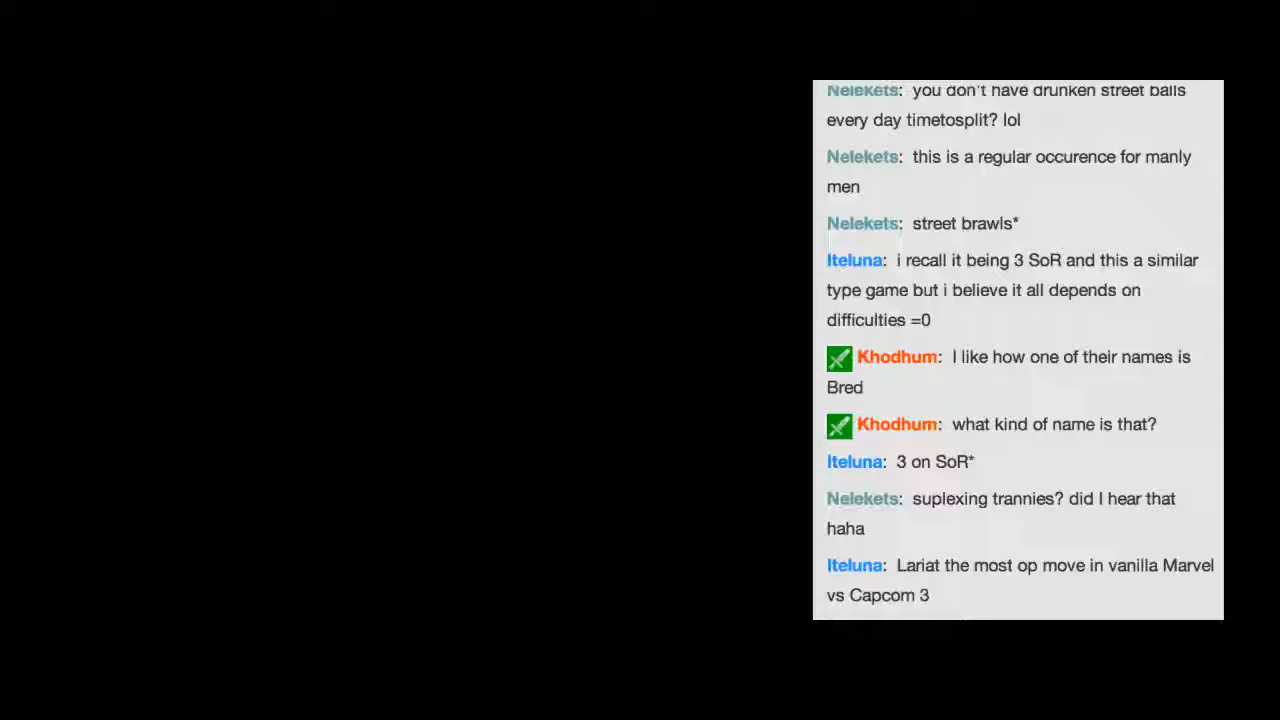 Nelekets: you don't have drunken street balls
every day timetosplit? lol
Nelekets: this is a regular occurence for manly
men
Nelekets: street brawls*
Iteluna: i recall it being 3 SoR and this a similar
type game but i believe it all depends on
difficulties =0
Khodhum: I like how one of their names is
Bred
Khodhum: what kind of name is that?
Iteluna: 3 on SoR*
Nelekets: suplexing trannies? did I hear that
haha
Iteluna: Lariat the most op move in vanilla Marvel
vs Capcom 3